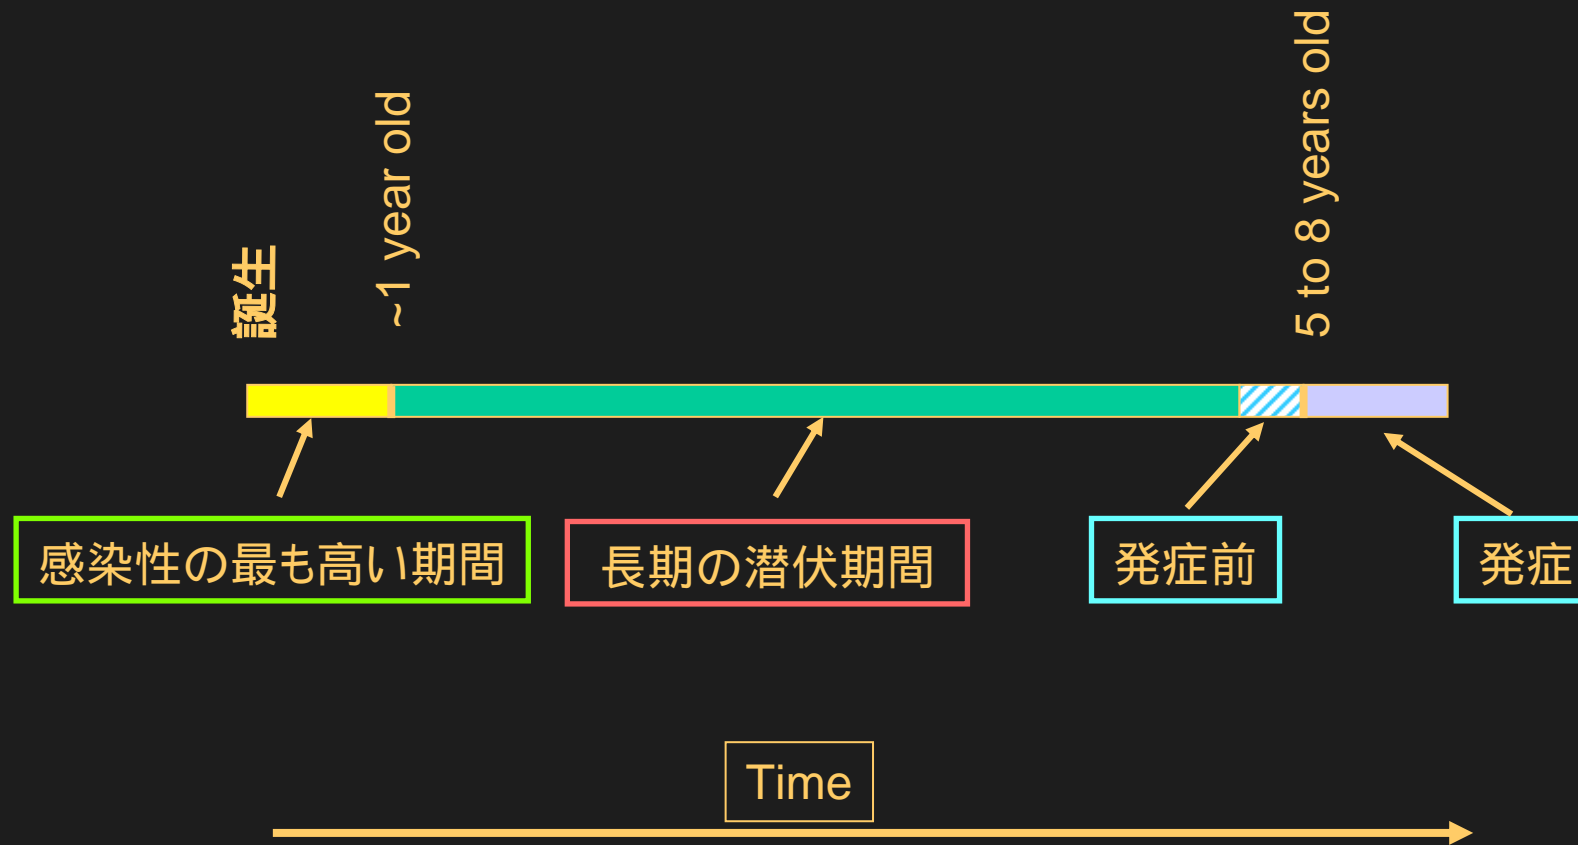 誕生
~1 year old
5 to 8 years old
感染性の最も高い期間
長期の潜伏期間
発症前
発症
Time